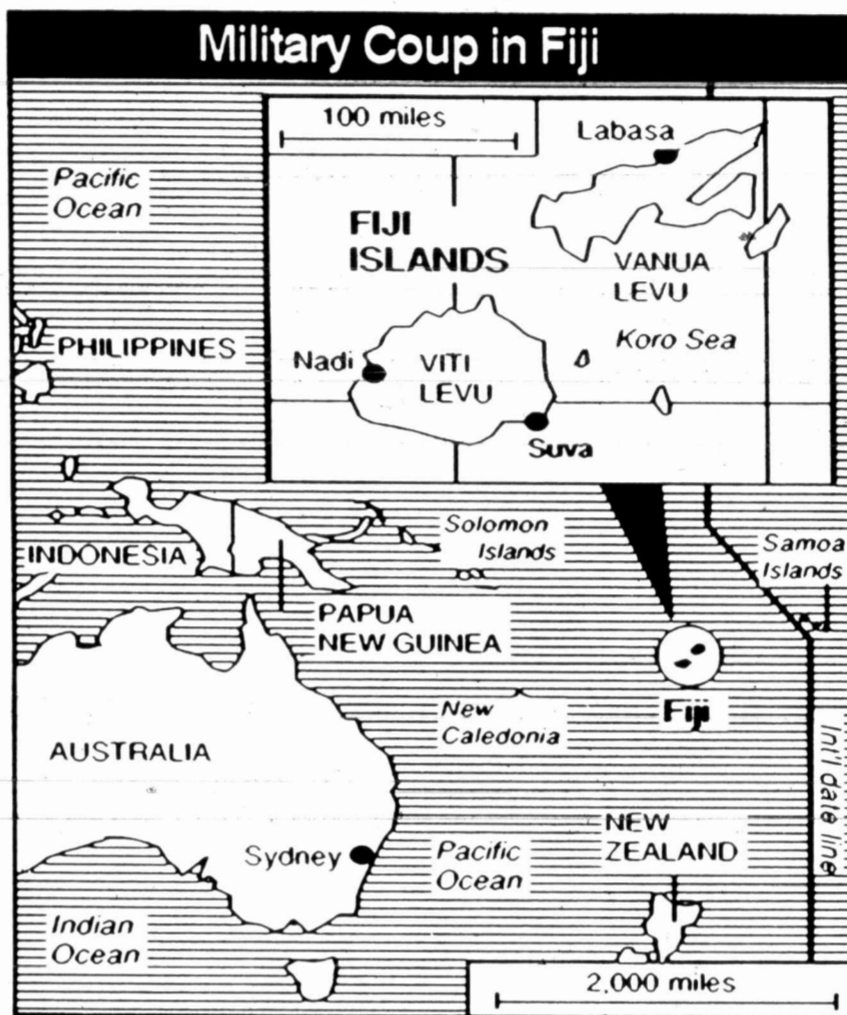 Military Coup in Fiji
100 miles
Labasa
Pacific
Ocean
FIJI
ISLANDS
VANUA
LEVU
PHILIPPINES
Koro Sea
Nadi
VITI
LEVU
Suva
Solomon
Islands
Samoa
Islands
INDONESIA
PAPUA
NEW GUINEA
Fiji
New
Caledonia
Int'l date line
AUSTRALIA
NEW
ZEALAND
Sydney
Pacific
Ocean
Indian
Ocean
2,000 miles